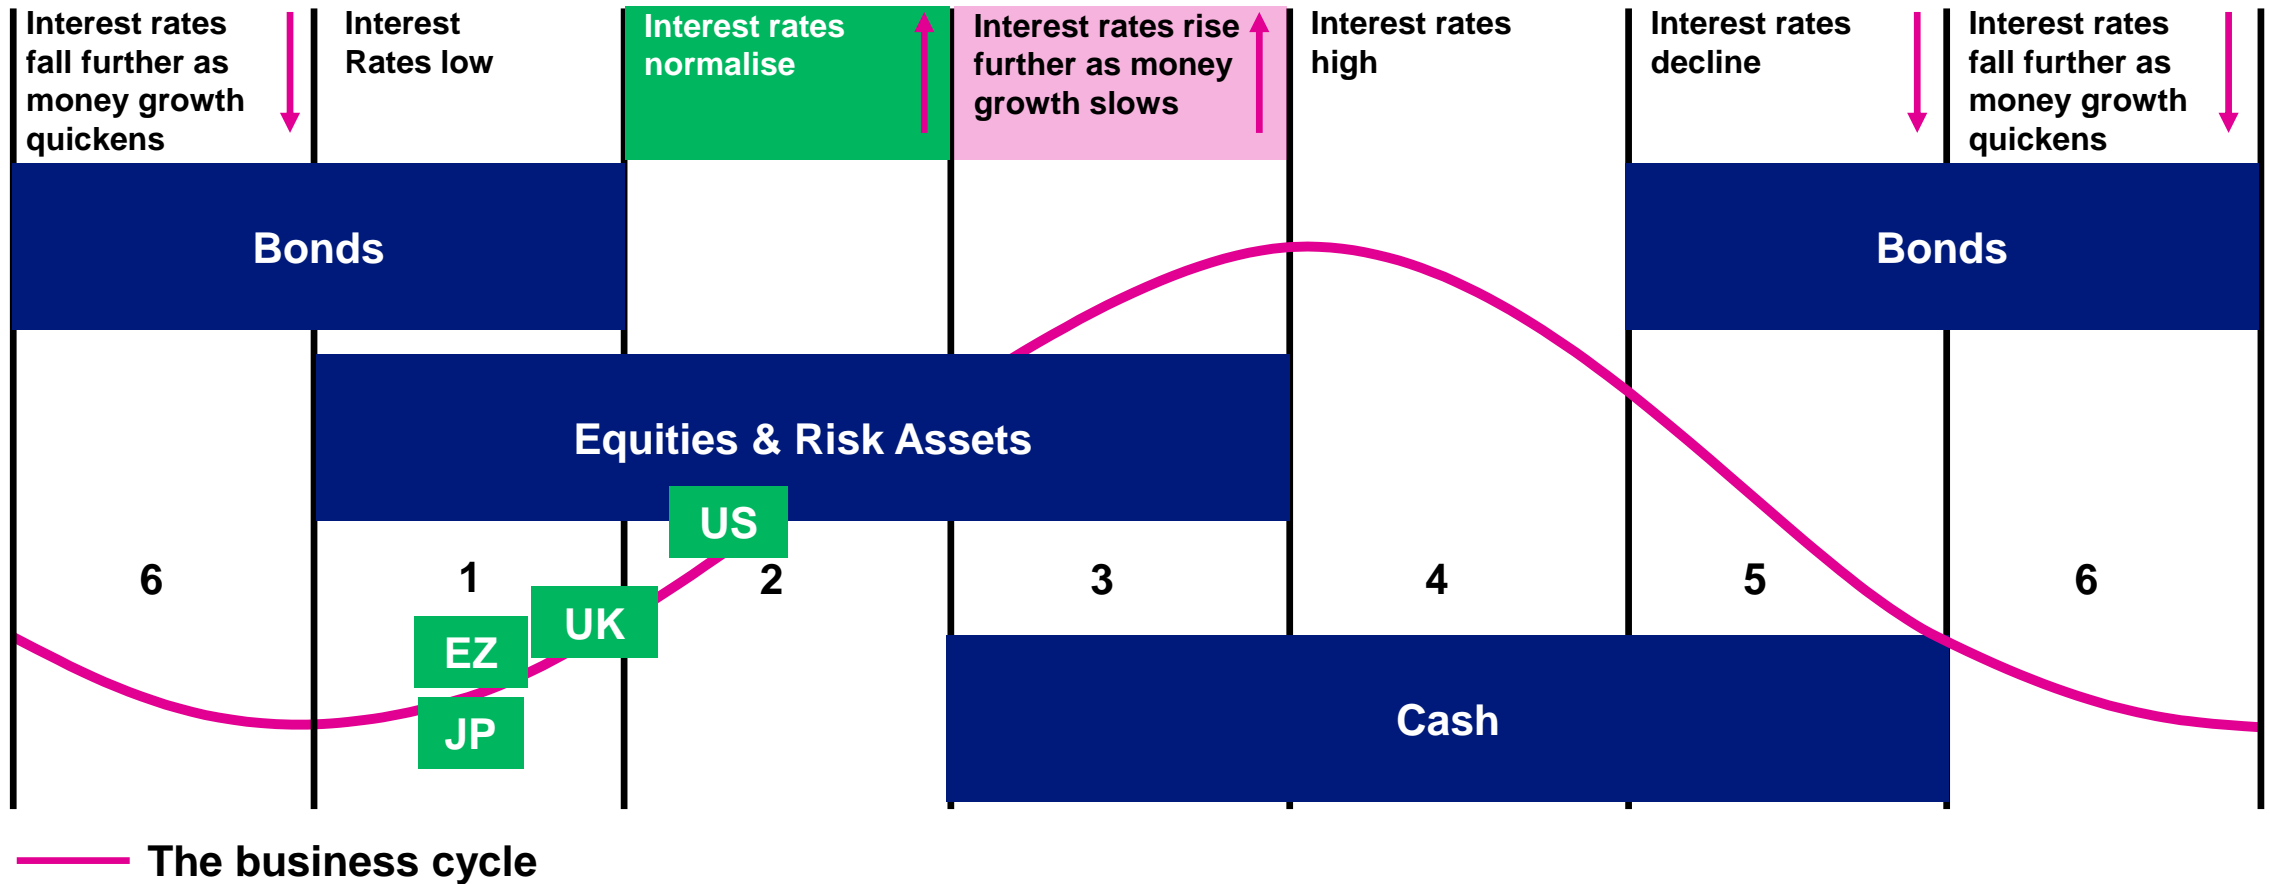 Interest rates
fall further as
money growth
quickens
Interest
Rates low
Interest rates
normalise
Interest rates rise
further as money
growth slows
Interest rates
high
Interest rates
decline
Interest rates
fall further as
money growth
quickens
Bonds
Bonds
Equities & Risk Assets
US
6
1
2
3
4
5
6
UK
EZ
JP
Cash
The business cycle